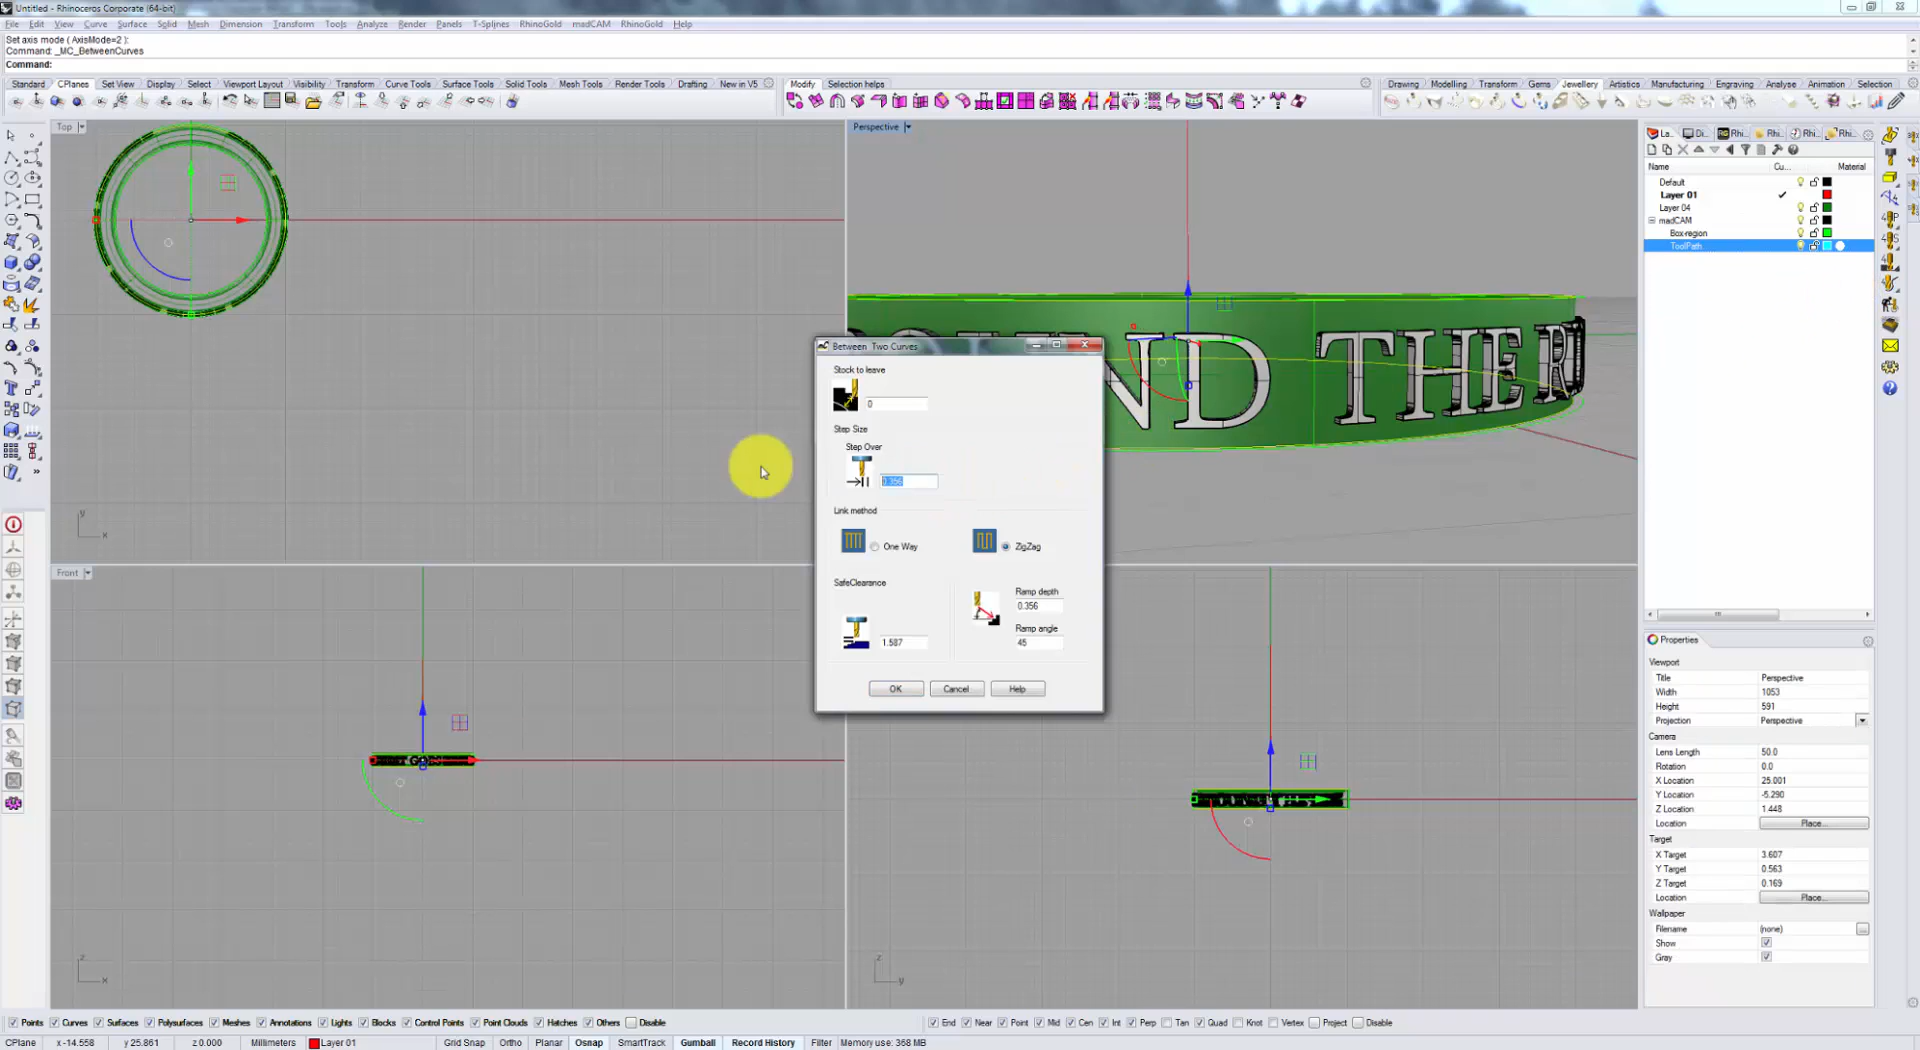 Untitled - Rhinoceros Corporate (64-bit)
File Edit View Curve Surface Solid Mesh Dimension Transform Tools Analyze Render Panels T-Splines RhinoGold madCAM RhinoGold Help
Set axis mode ( AxisMode=2 ):
Command: _MC_BetweenCurves
Command:
Standard CPlanes Set View Display Select Viewport Layout Visibility Transform Curve Tools Surface Tools Solid Tools Mesh Tools Render Tools Drafting New in V5
Modify Selection helps
Drawing Modelling Transform Gems Jewellery Artistics Manufacturing Engraving Analyse Animation Selection
Top
Perspective
La... Di Rhi Rhi Rhi Rhi
Name Cu... Material
Default
Layer 01
Layer 04
madCAM
Box-region
ToolPath
ND THER
Between Two Curves
Stock to leave
0
Step Size
Step Over
0.356
Link method
One Way ZigZag
SafeClearance
1.587
Ramp depth
0.356
Ramp angle
45
OK Cancel Help
Front
y
x
z
x
z
y
Properties
Viewport
Title Perspective
Width 1053
Height 591
Projection Perspective
Camera
Lens Length 50.0
Rotation 0.0
X Location 25.001
Y Location -5.290
Z Location 1.448
Location Place...
Target
X Target 3.607
Y Target 0.563
Z Target 0.169
Location Place...
Wallpaper
Filename (none)
Show
Gray
Points Curves Surfaces Polysurfaces Meshes Annotations Lights Blocks Control Points Point Clouds Hatches Others Disable
End Near Point Mid Cen Int Perp Tan Quad Knot Vertex Project Disable
CPlane x -14.558 y 25.861 z 0.000 Millimeters Layer 01 Grid Snap Ortho Planar Osnap SmartTrack Gumball Record History Filter Memory use: 368 MB